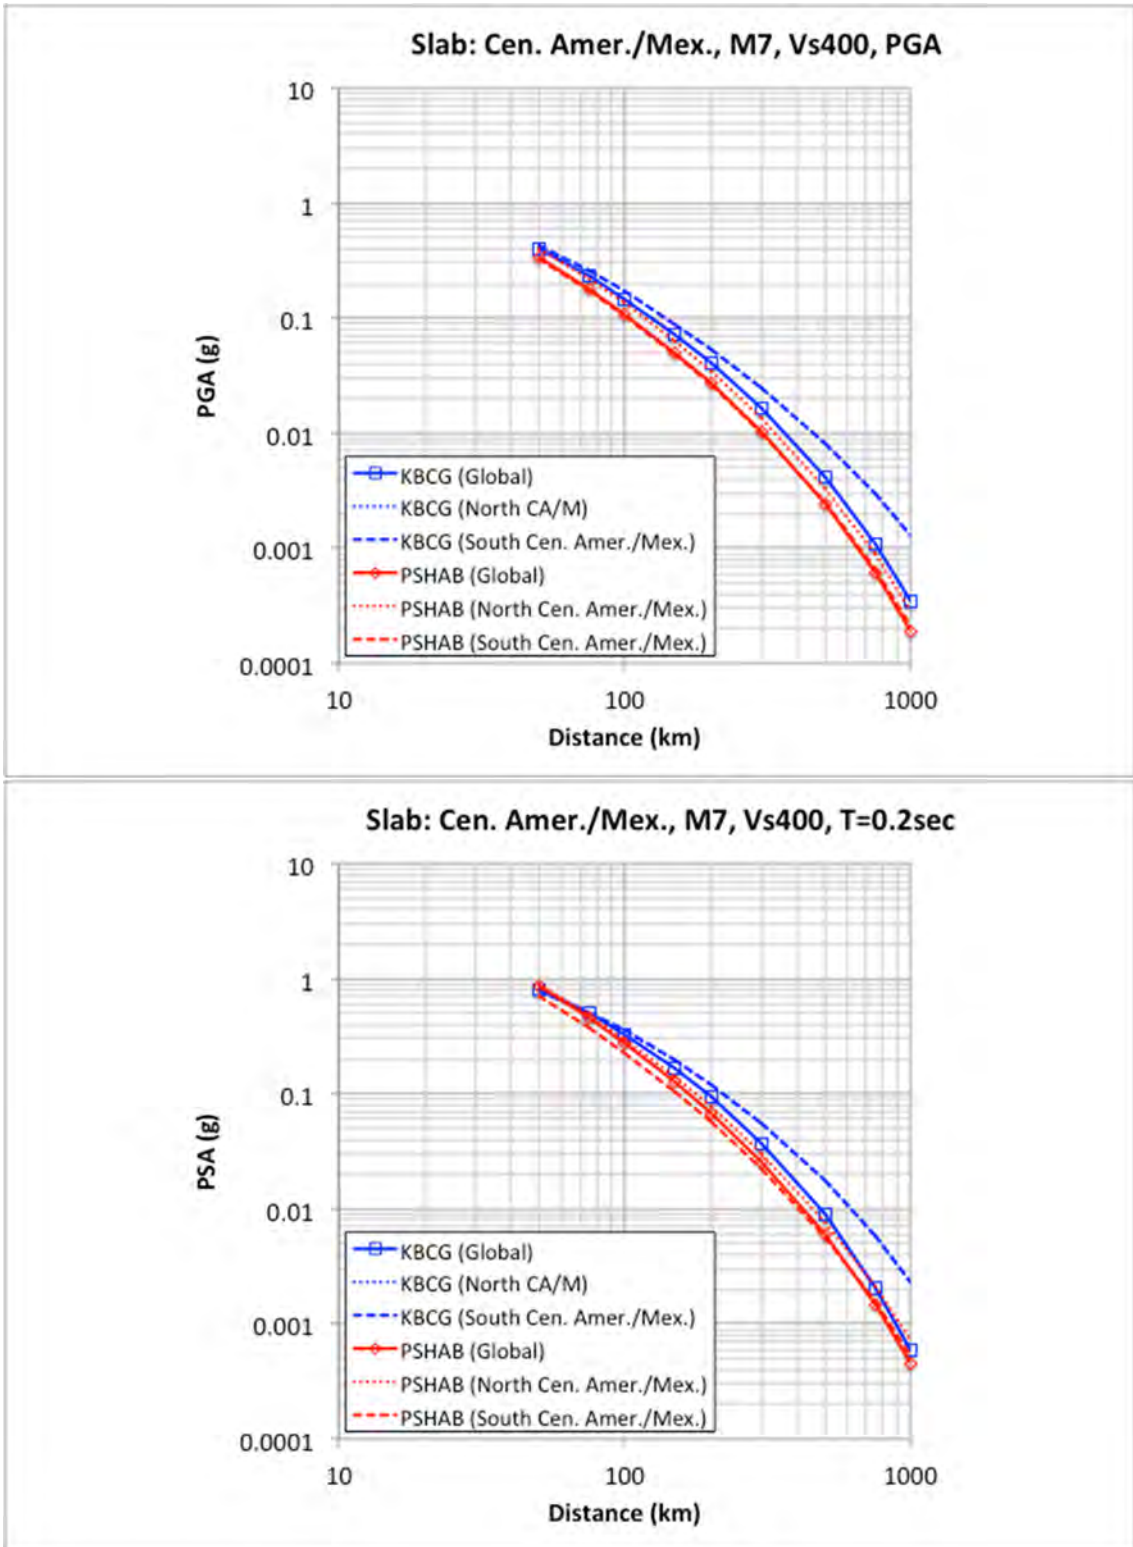 Slab: Cen. Amer./Mex., M7, Vs400, PGA
10
1
0.1
0.01
0.001
0.0001
PGA (g)
KBCG (Global)
KBCG (North CA/M)
KBCG (South Cen. Amer./Mex.)
PSHAB (Global)
PSHAB (North Cen. Amer./Mex.)
PSHAB (South Cen. Amer./Mex.)
10
100
1000
Distance (km)
Slab: Cen. Amer./Mex., M7, Vs400, T=0.2sec
10
1
0.1
0.01
0.001
0.0001
PSA (g)
KBCG (Global)
KBCG (North CA/M)
KBCG (South Cen. Amer./Mex.)
PSHAB (Global)
PSHAB (North Cen. Amer./Mex.)
PSHAB (South Cen. Amer./Mex.)
10
100
1000
Distance (km)